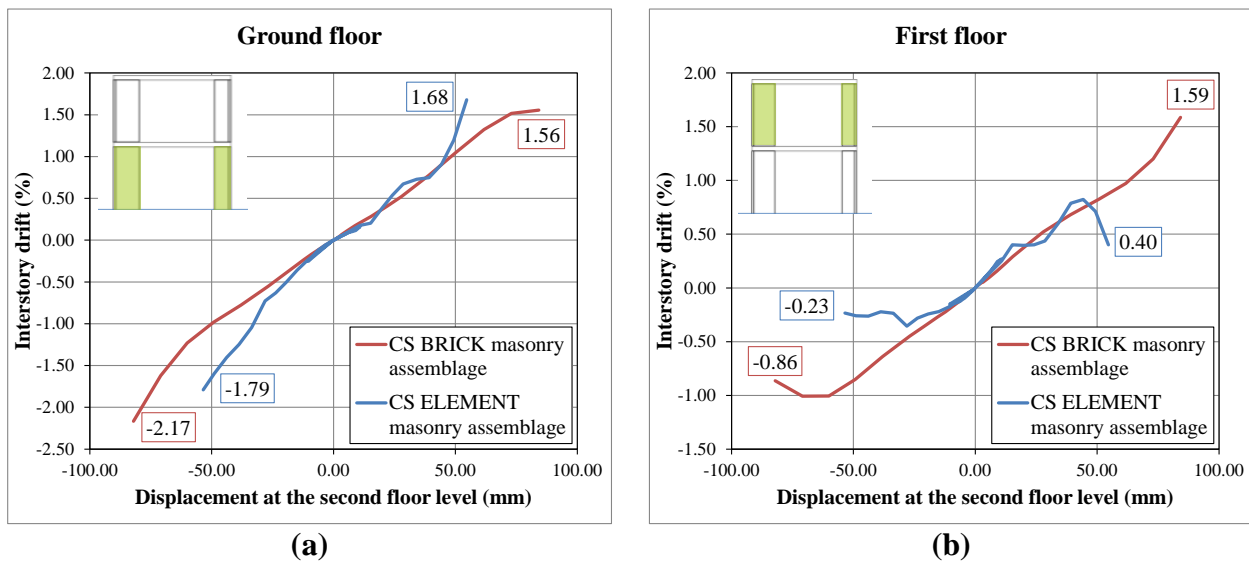 Ground floor
2.00
1.50
1.00
0.50
0.00
-0.50
-1.00
-1.50
-2.00
-2.50
Interstory drift (%)
1.68
1.56
-1.79
-2.17
CS BRICK masonry
assemblage
CS ELEMENT
masonry assemblage
-100.00 -50.00 0.00 50.00 100.00
Displacement at the second floor level (mm)
(a)
First floor
2.00
1.50
1.00
0.50
0.00
-0.50
-1.00
-1.50
Interstory drift (%)
1.59
0.40
-0.23
-0.86
CS BRICK masonry
assemblage
CS ELEMENT
masonry assemblage
-100.00 -50.00 0.00 50.00 100.00
Displacement at the second floor level (mm)
(b)